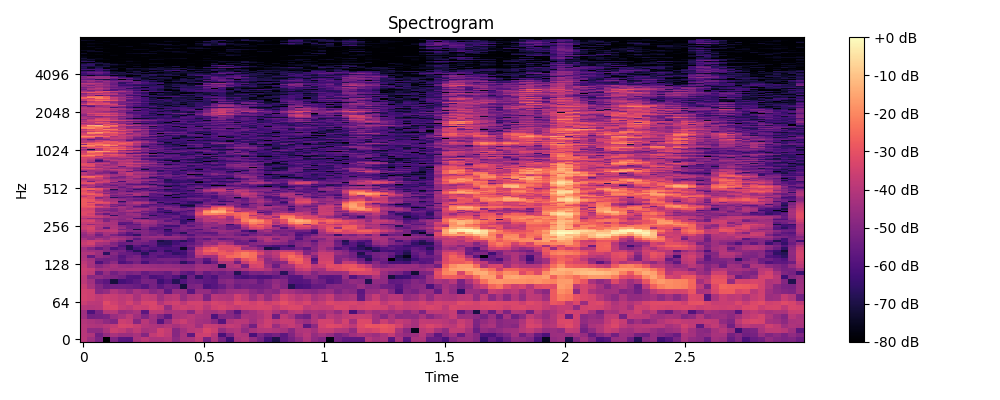 Spectrogram
Hz
4096
2048
1024
512
256
128
64
0
0
0.5
1
1.5
2
2.5
Time
+0 dB
-10 dB
-20 dB
-30 dB
-40 dB
-50 dB
-60 dB
-70 dB
-80 dB